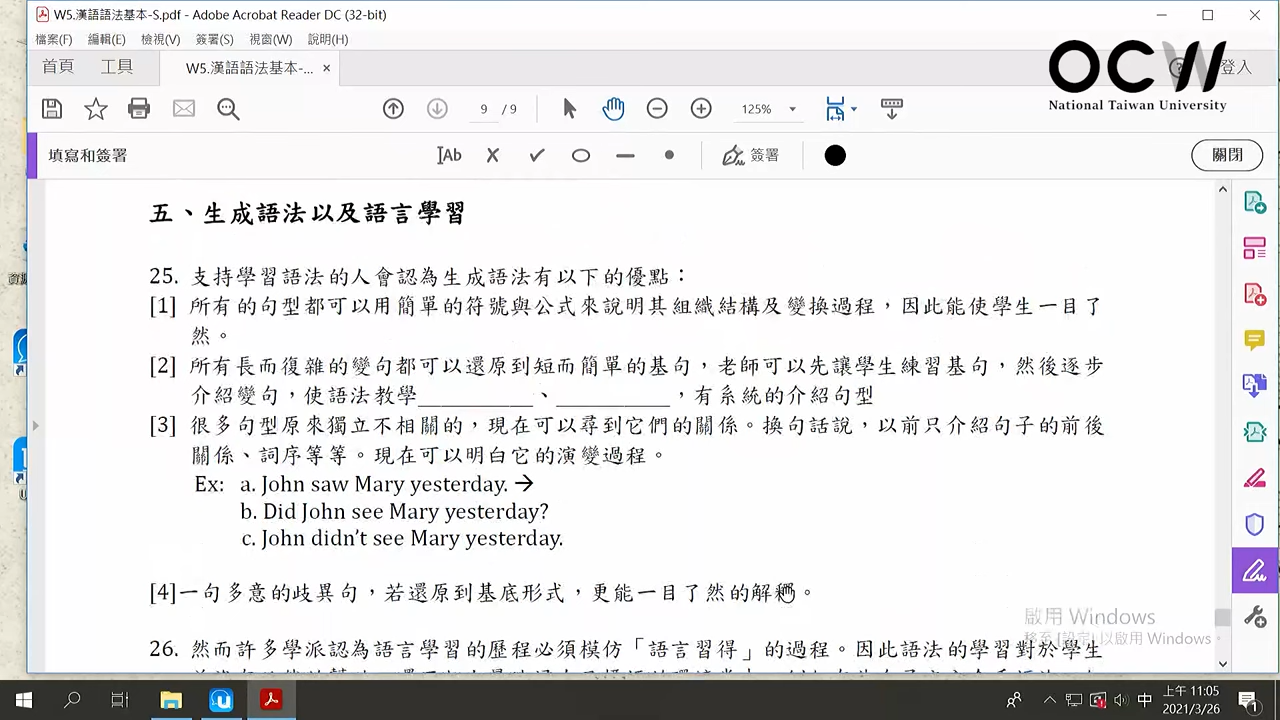 W5.漢語語法基本-S.pdf - Adobe Acrobat Reader DC (32-bit)
檔案(F) 編輯(E) 檢視(V) 簽署(S) 視窗(W) 說明(H)
首頁 工具 W5.漢語語法基本-... × 登入
OCW
National Taiwan University
9 / 9 125%
填寫和簽署 簽署 關閉
五、生成語法以及語言學習
25. 支持學習語法的人會認為生成語法有以下的優點：
[1] 所有的句型都可以用簡單的符號與公式來說明其組織結構及變換過程，因此能使學生一目了
然。
[2] 所有長而復雜的變句都可以還原到短而簡單的基句，老師可以先讓學生練習基句，然後逐步
介紹變句，使語法教學__________、__________，有系統的介紹句型
[3] 很多句型原來獨立不相關的，現在可以尋到它們的關係。換句話說，以前只介紹句子的前後
關係、詞序等等。現在可以明白它的演變過程。
Ex: a. John saw Mary yesterday. →
b. Did John see Mary yesterday?
c. John didn't see Mary yesterday.
[4]一句多意的歧異句，若還原到基底形式，更能一目了然的解釋。
啟用 Windows
移至 [設定] 以啟用 Windows。
26. 然而許多學派認為語言學習的歷程必須模仿「語言習得」的過程。因此語法的學習對於學生
中 上午 11:05
2021/3/26